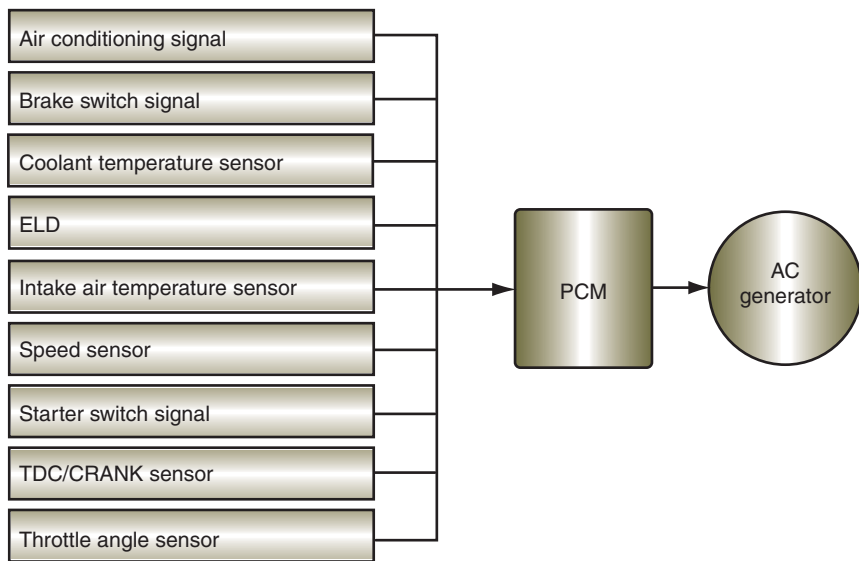 Air conditioning signal
Brake switch signal
Coolant temperature sensor
ELD
Intake air temperature sensor
Speed sensor
Starter switch signal
TDC/CRANK sensor
Throttle angle sensor
PCM
AC
generator